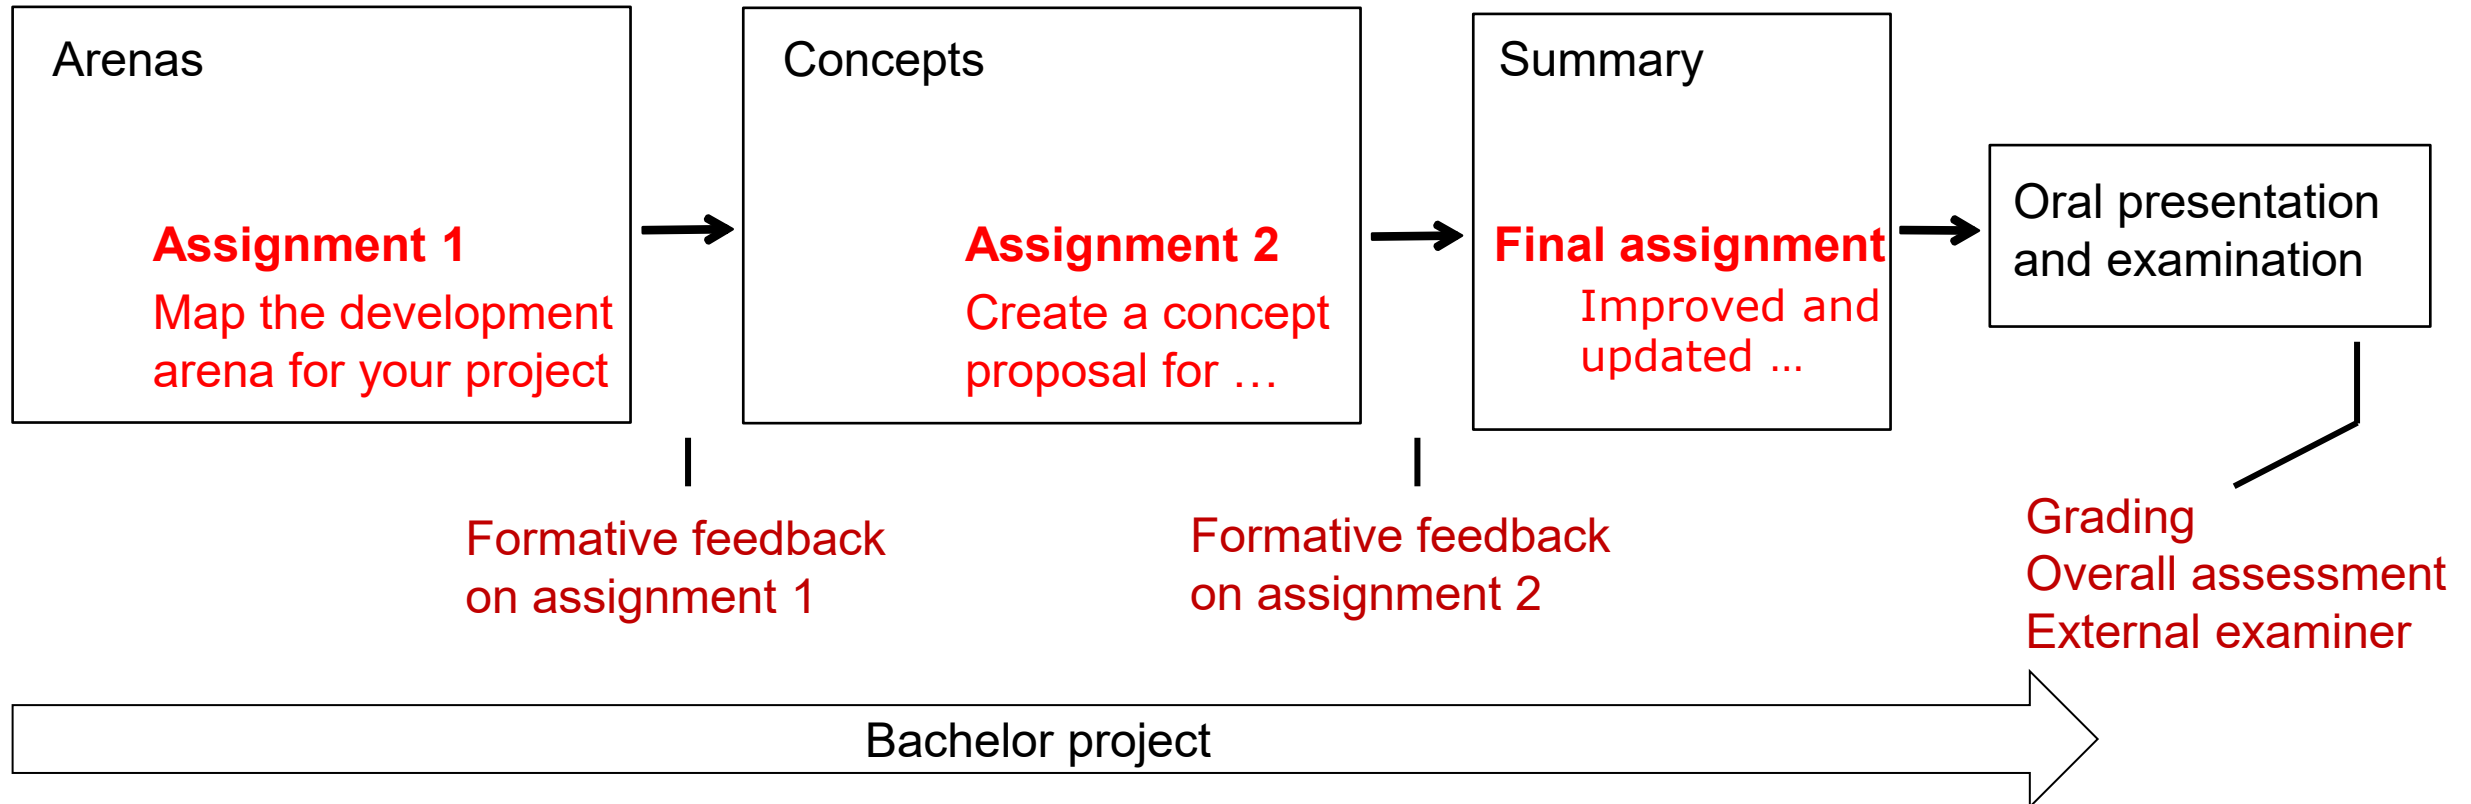 Arenas
Assignment 1
Map the development
arena for your project
Concepts
Assignment 2
Create a concept
proposal for …
Summary
Final assignment
Improved and
updated …
Oral presentation
and examination
Formative feedback
on assignment 1
Formative feedback
on assignment 2
Grading
Overall assessment
External examiner
Bachelor project